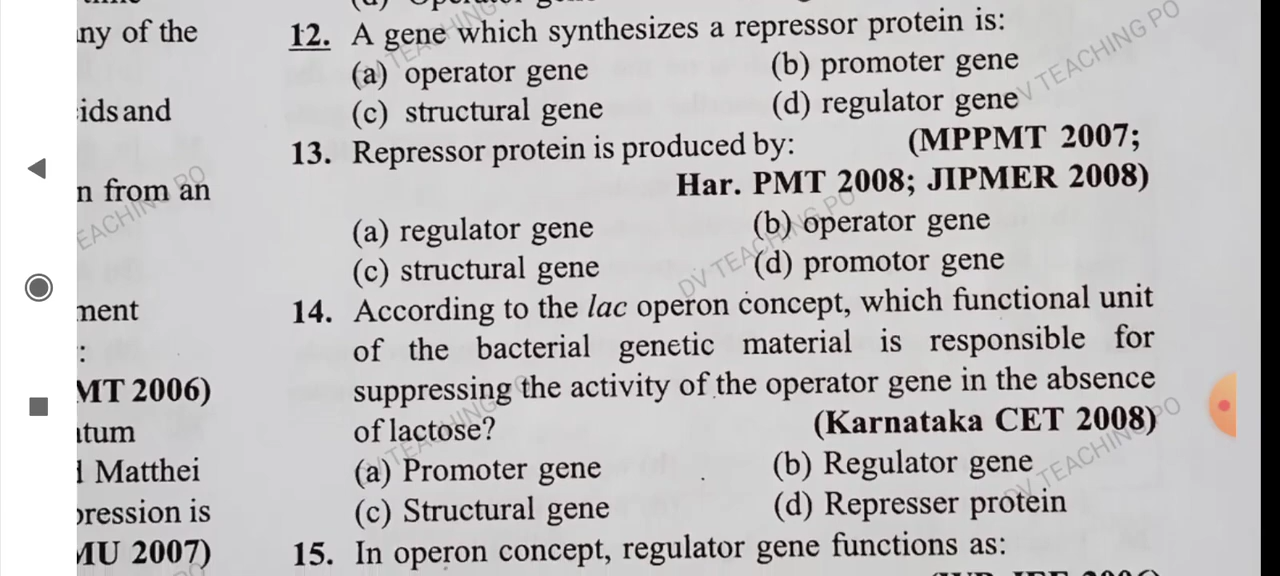 ny of the
ids and
n from an
ment
:
MT 2006)
tum
Matthei
pression is
MU 2007)
12. A gene which synthesizes a repressor protein is:
(a) operator gene (b) promoter gene
(c) structural gene (d) regulator gene
13. Repressor protein is produced by: (MPPMT 2007;
Har. PMT 2008; JIPMER 2008)
(a) regulator gene (b) operator gene
(c) structural gene (d) promotor gene
14. According to the lac operon concept, which functional unit
of the bacterial genetic material is responsible for
suppressing the activity of the operator gene in the absence
of lactose? (Karnataka CET 2008)
(a) Promoter gene (b) Regulator gene
(c) Structural gene (d) Represser protein
15. In operon concept, regulator gene functions as:
DV TEACHING PO